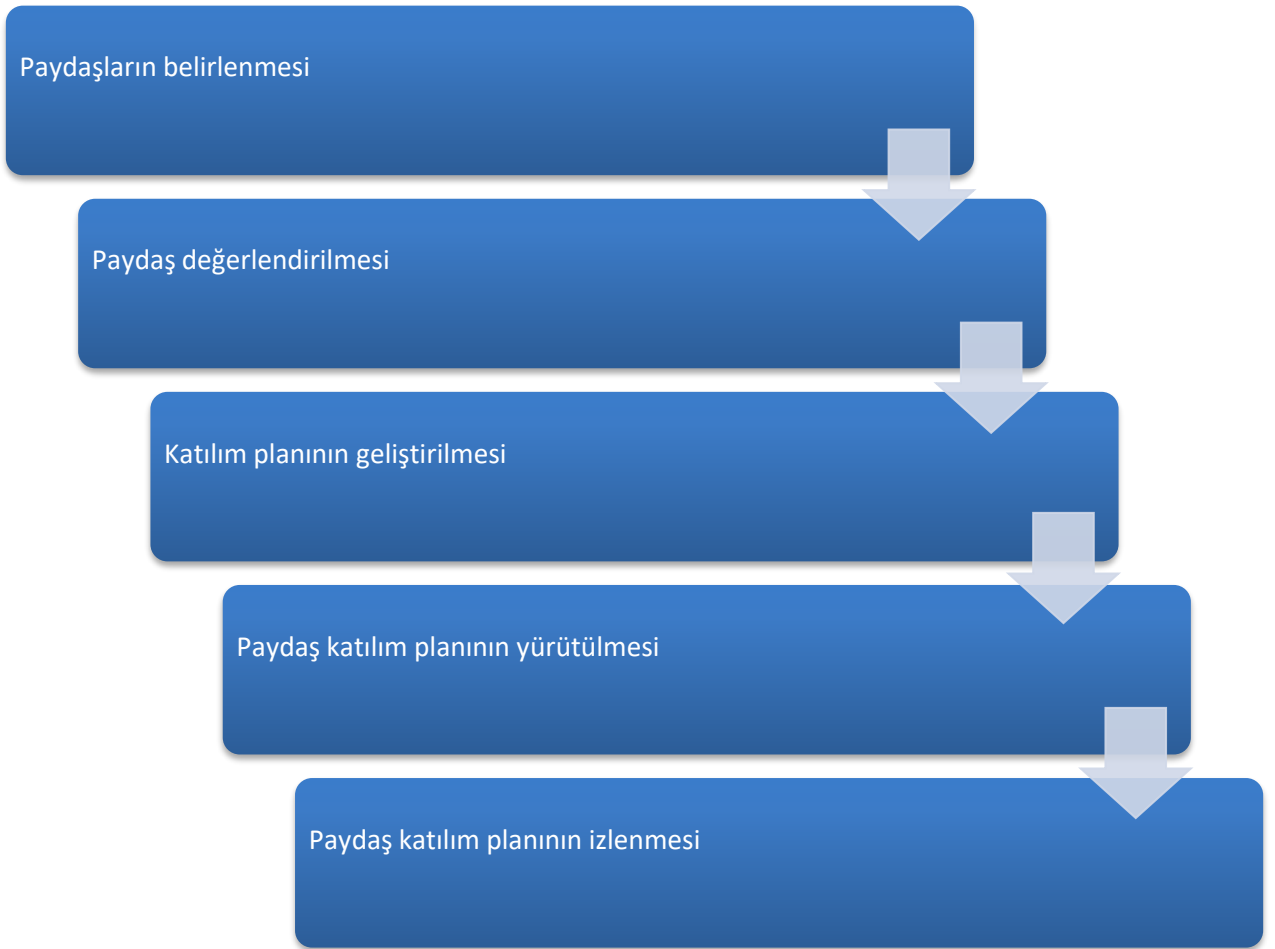 Paydaşların belirlenmesi
Paydaş değerlendirilmesi
Katılım planının geliştirilmesi
Paydaş katılım planının yürütülmesi
Paydaş katılım planının izlenmesi